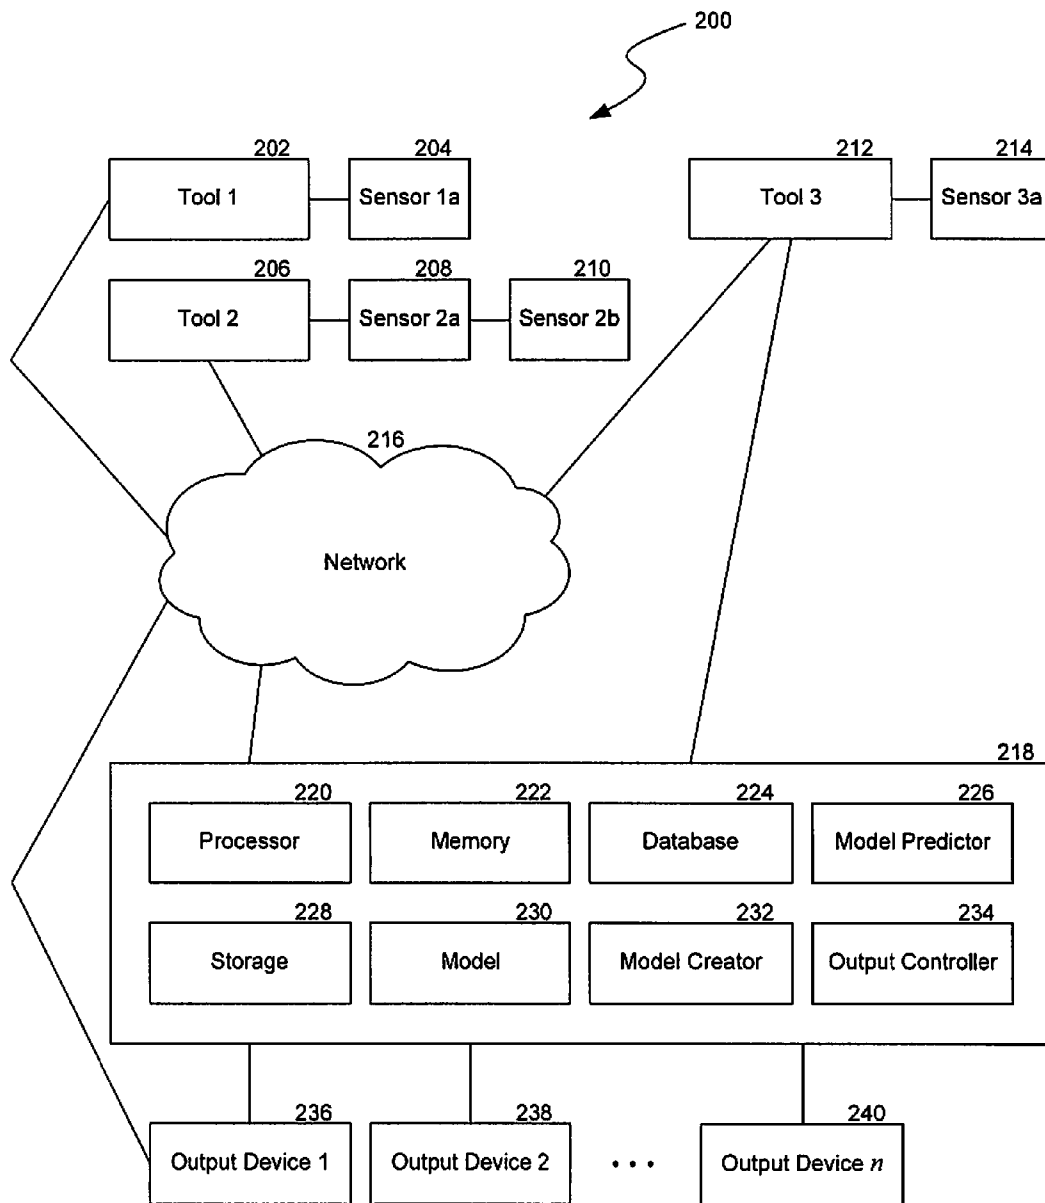 200
202
204
212
214
Tool 1
Sensor 1a
Tool 3
Sensor 3a
206
208
210
Tool 2
Sensor 2a
Sensor 2b
216
Network
218
220
222
224
226
Processor
Memory
Database
Model Predictor
228
230
232
234
Storage
Model
Model Creator
Output Controller
236
238
240
Output Device 1
Output Device 2
• • •
Output Device n